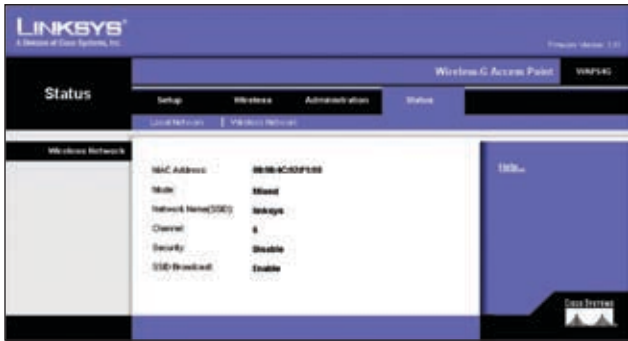 LINKSYS®
A Division of Cisco Systems, Inc.
Firmware Version:
Wireless-G Access Point
WAP54G
Status
Setup
Wireless
Administration
Status
Local Network
Wireless Network
Wireless Network
MAC Address:
Mode: Mixed
Network Name(SSID): linksys
Channel: 6
Security: Disable
SSID Broadcast: Enable
Help...
CISCO SYSTEMS